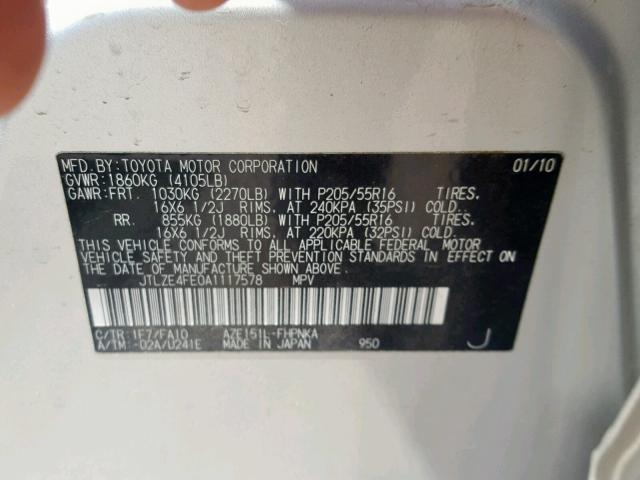 MFD.BY:TOYOTA MOTOR CORPORATION 01/10
GVWR:1860KG (4105LB)
GAWR:FRT. 1030KG (2270LB) WITH P205/55R16 TIRES.
16X6 1/2J RIMS. AT 240KPA (35PSI) COLD.
RR. 855KG (1880LB) WITH P205/55R16 TIRES.
16X6 1/2J RIMS. AT 220KPA (32PSI) COLD.
THIS VEHICLE CONFORMS TO ALL APPLICABLE FEDERAL MOTOR
VEHICLE SAFETY AND THEFT PREVENTION STANDARDS IN EFFECT
ON THE DATE OF MANUFACTURE SHOWN ABOVE.
JTLZE4FE0A1117578 MPV
C/TR:1F7/FA10 AZE151L-FHPNKA
A/TM:-02A/U241E MADE IN JAPAN 950 J